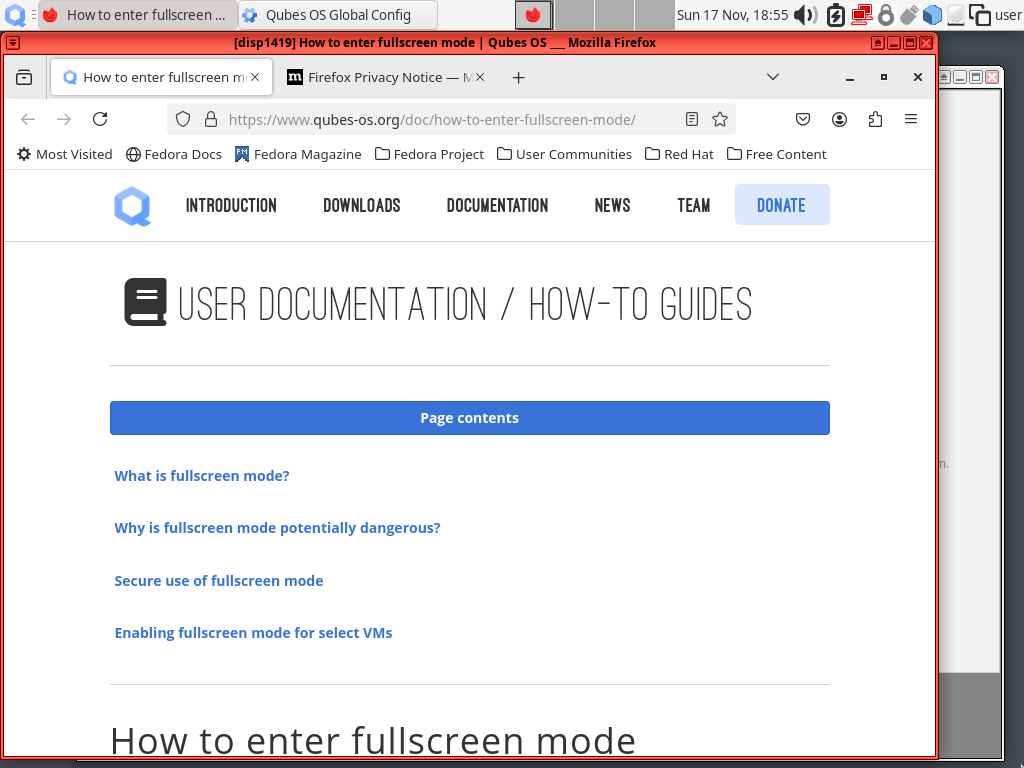 How to enter fullscreen ...
Qubes OS Global Config
Sun 17 Nov, 18:55
user
[disp1419] How to enter fullscreen mode | Qubes OS ___ Mozilla Firefox
How to enter fullscreen m
m Firefox Privacy Notice — M
https://www.qubes-os.org/doc/how-to-enter-fullscreen-mode/
Most Visited
Fedora Docs
FM Fedora Magazine
Fedora Project
User Communities
Red Hat
Free Content
INTRODUCTION
DOWNLOADS
DOCUMENTATION
NEWS
TEAM
DONATE
USER DOCUMENTATION / HOW-TO GUIDES
Page contents
What is fullscreen mode?
m.
Why is fullscreen mode potentially dangerous?
Secure use of fullscreen mode
Enabling fullscreen mode for select VMs
How to enter fullscreen mode